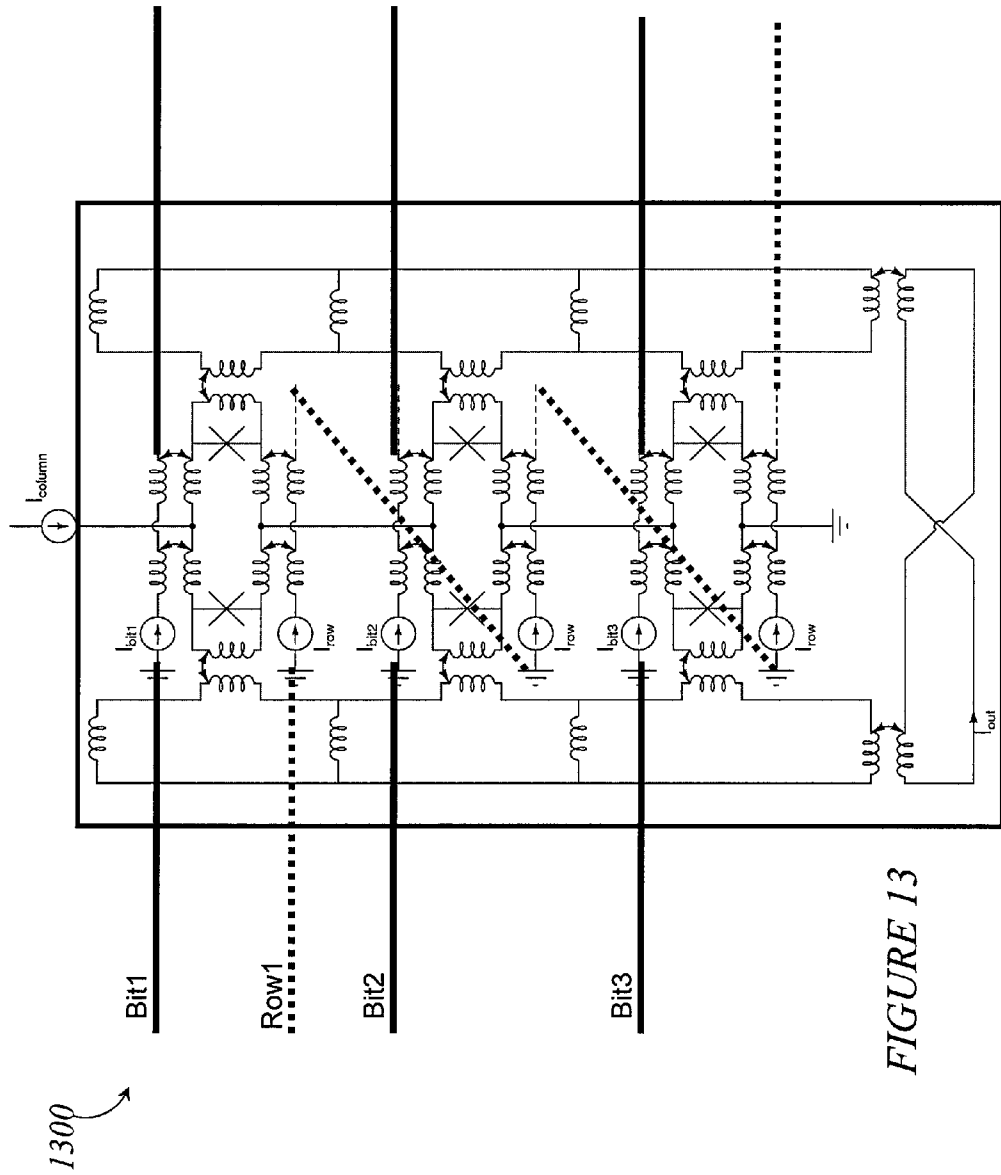 1300
I_column
Bit1
I_bit1
Row1
I_row
Bit2
I_bit2
I_row
Bit3
I_bit3
I_row
I_out
FIGURE 13